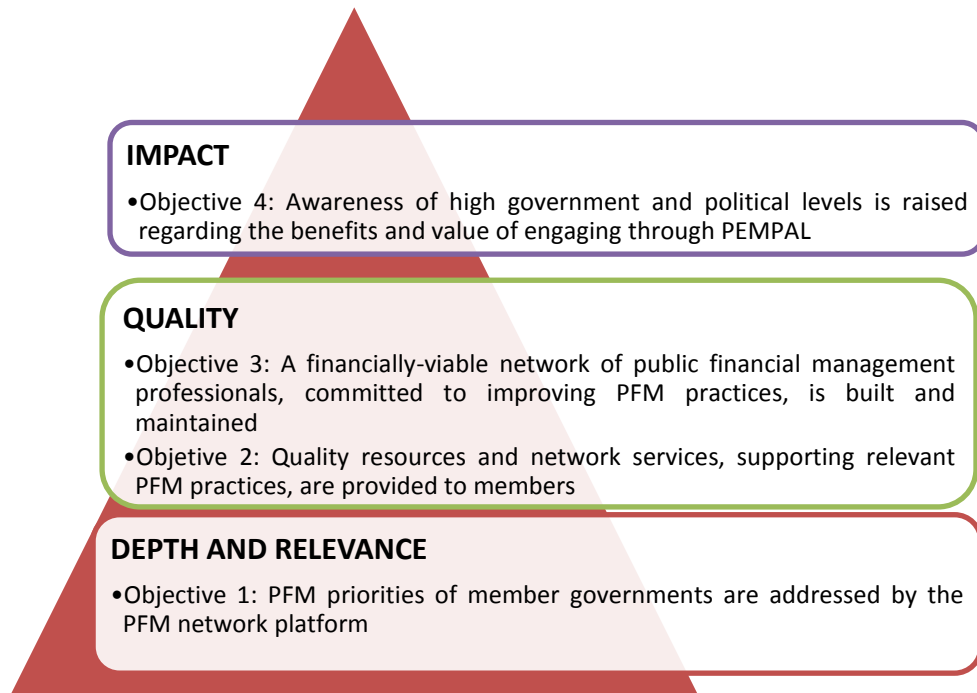 IMPACT
•Objective 4: Awareness of high government and political levels is raised
regarding the benefits and value of engaging through PEMPAL
QUALITY
•Objective 3: A financially-viable network of public financial management
professionals, committed to improving PFM practices, is built and
maintained
•Objetive 2: Quality resources and network services, supporting relevant
PFM practices, are provided to members
DEPTH AND RELEVANCE
•Objective 1: PFM priorities of member governments are addressed by the
PFM network platform